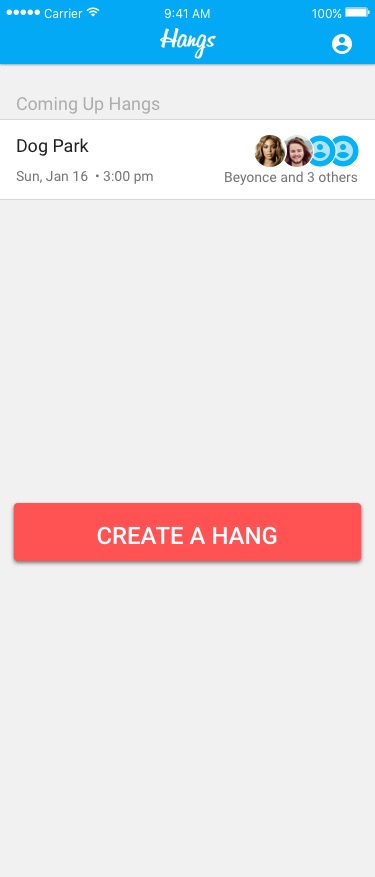 Carrier 9:41 AM 100%
Hangs
Coming Up Hangs
Dog Park
Sun, Jan 16 • 3:00 pm
Beyonce and 3 others
CREATE A HANG